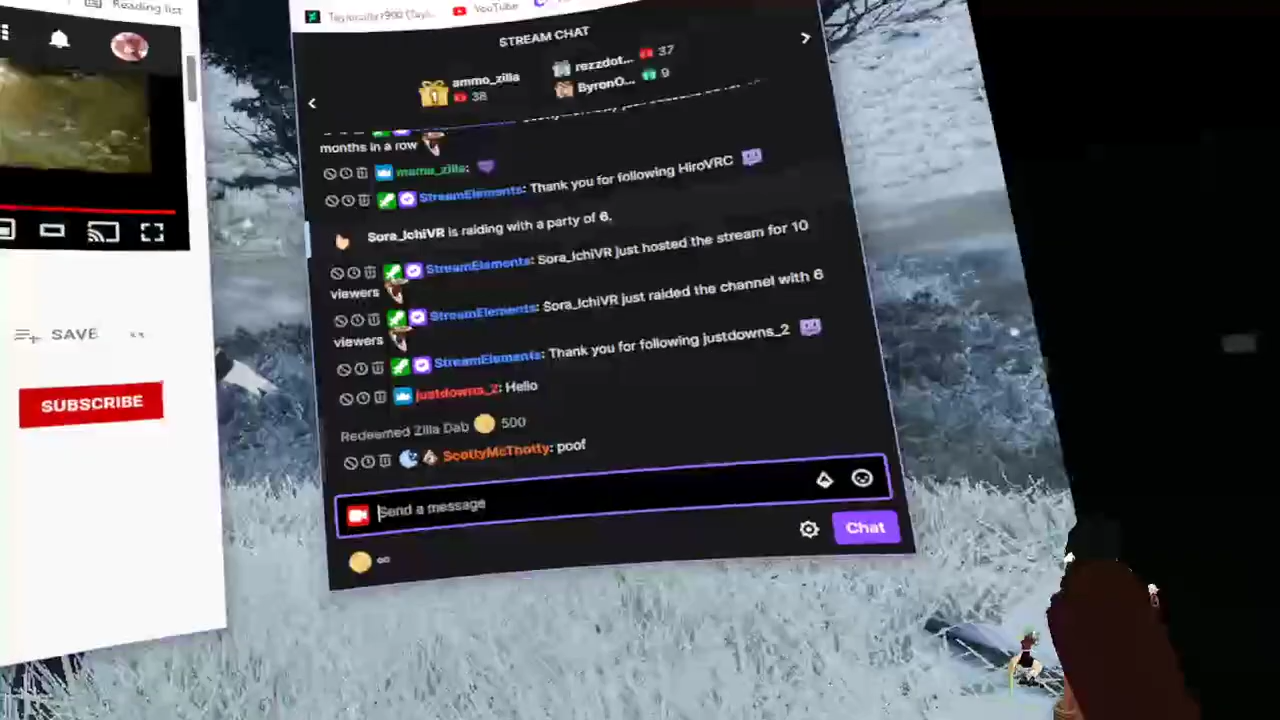 Reading list
YouTube
STREAM CHAT
ammo_zilla
38
rezzdot... 37
ByronO... 9
months in a row
mama_zilla:
StreamElements: Thank you for following HiroVRC
Sora_IchiVR is raiding with a party of 6.
StreamElements: Sora_IchiVR just hosted the stream for 10
viewers
StreamElements: Sora_IchiVR just raided the channel with 6
viewers
StreamElements: Thank you for following justdowns_2
justdowns_2: Hello
Redeemed Zilla Dab 500
ScottyMcThotty: poof
Send a message
∞
Chat
SAVE
SUBSCRIBE